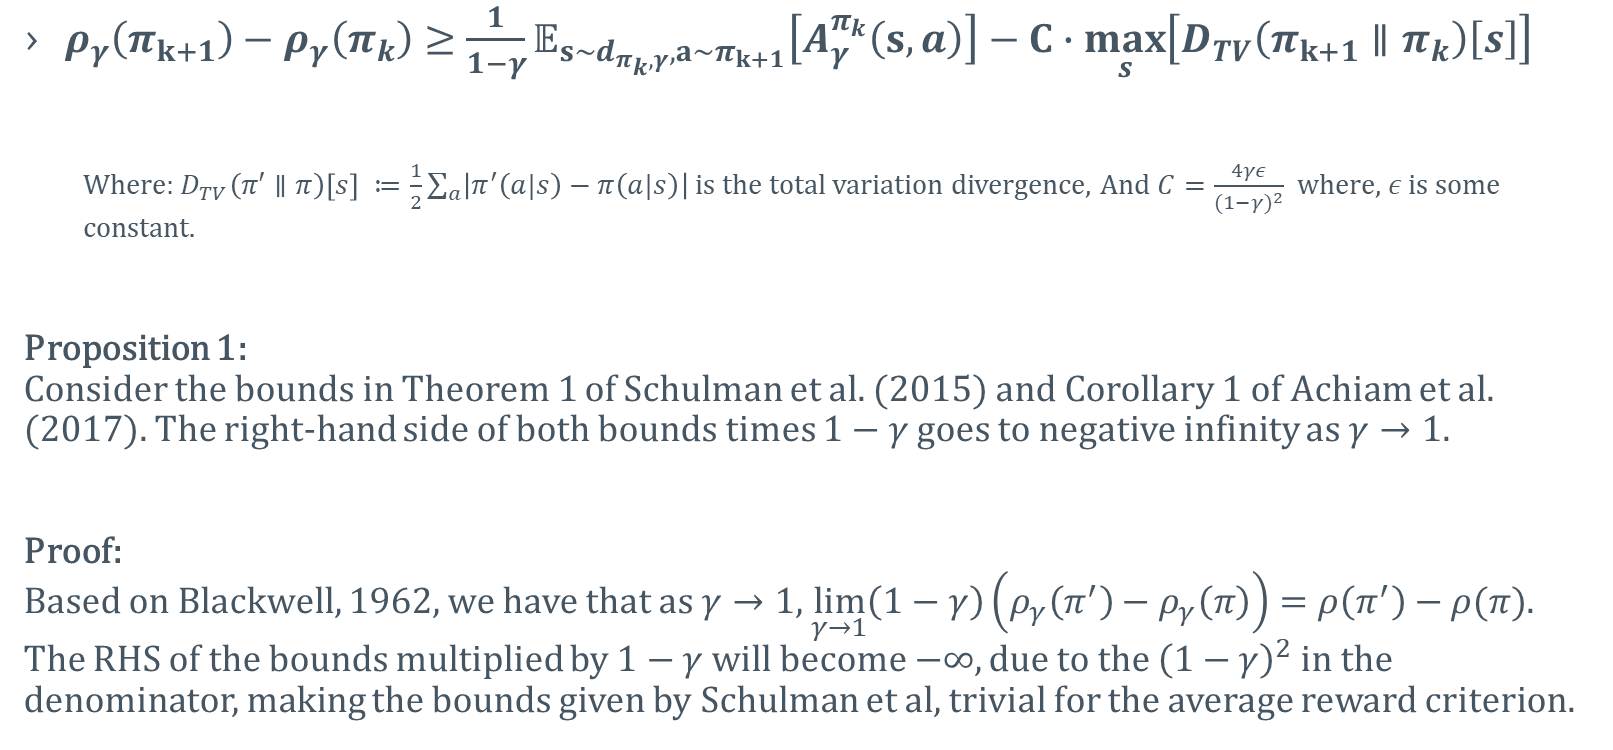 › ρ_γ(π_{k+1}) − ρ_γ(π_k) ≥ \frac{1}{1−γ} 𝔼_{s~d_{π_k,γ},a~π_{k+1}}[A_γ^{π_k}(s, a)] − C · max_s[D_{TV}(π_{k+1} ∥ π_k)[s]]
Where: D_{TV}(π′ ∥ π)[s] ≔ \frac{1}{2}∑_a|π′(a|s) − π(a|s)| is the total variation divergence, And C = \frac{4γϵ}{(1−γ)^2} where, ϵ is some
constant.
Proposition 1:
Consider the bounds in Theorem 1 of Schulman et al. (2015) and Corollary 1 of Achiam et al.
(2017). The right-hand side of both bounds times 1 − γ goes to negative infinity as γ → 1.
Proof:
Based on Blackwell, 1962, we have that as γ → 1, lim_{γ→1}(1 − γ)(ρ_γ(π′) − ρ_γ(π)) = ρ(π′) − ρ(π).
The RHS of the bounds multiplied by 1 − γ will become −∞, due to the (1 − γ)^2 in the
denominator, making the bounds given by Schulman et al, trivial for the average reward criterion.